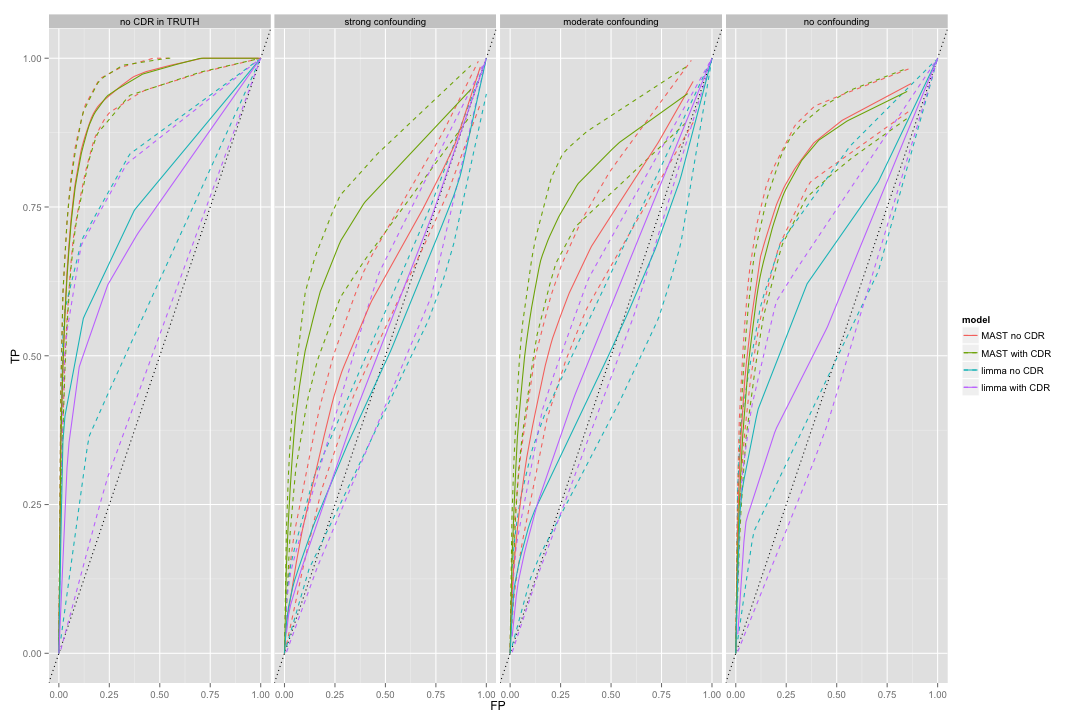 no CDR in TRUTH
strong confounding
moderate confounding
no confounding
1.00
0.75
0.50
0.25
0.00
TP
0.00 0.25 0.50 0.75 1.00
0.00 0.25 0.50 0.75 1.00
0.00 0.25 0.50 0.75 1.00
0.00 0.25 0.50 0.75 1.00
FP
model
MAST no CDR
MAST with CDR
limma no CDR
limma with CDR